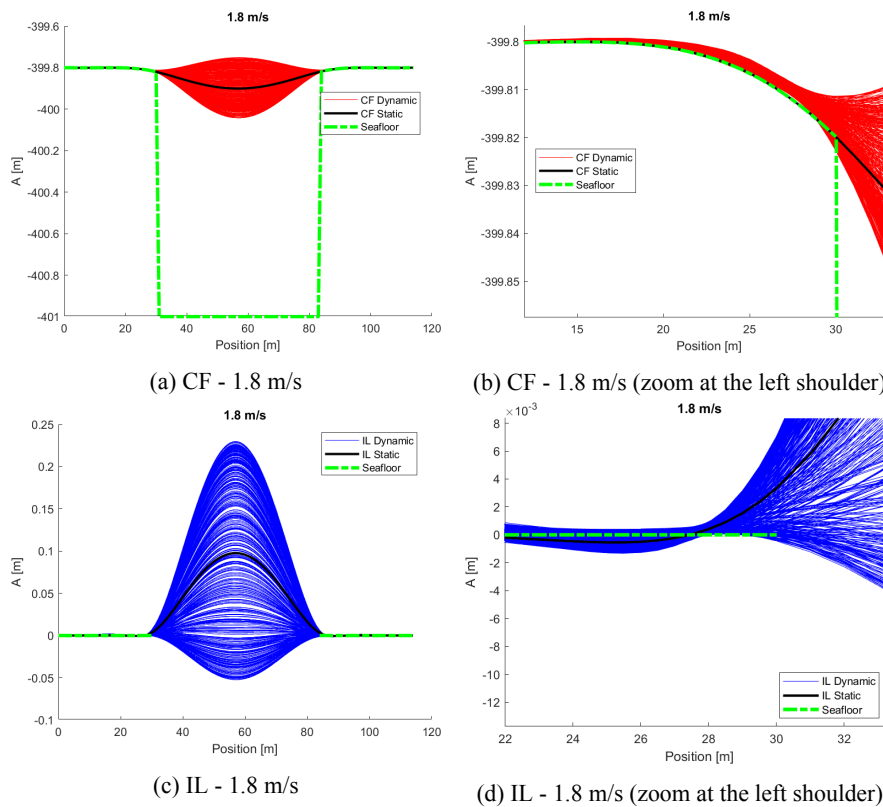 1.8 m/s
-399.6
-399.8
-400
-400.2
-400.4
-400.6
-400.8
-401
A [m]
CF Dynamic
CF Static
Seafloor
0 20 40 60 80 100 120
Position [m]
(a) CF - 1.8 m/s
1.8 m/s
-399.8
-399.81
-399.82
-399.83
-399.84
-399.85
A [m]
CF Dynamic
CF Static
Seafloor
15 20 25 30
Position [m]
(b) CF - 1.8 m/s (zoom at the left shoulder)
1.8 m/s
0.25
0.2
0.15
0.1
0.05
0
-0.05
-0.1
A [m]
IL Dynamic
IL Static
Seafloor
0 20 40 60 80 100 120
Position [m]
(c) IL - 1.8 m/s
×10-3
1.8 m/s
8
6
4
2
0
-2
-4
-6
-8
-10
-12
A [m]
IL Dynamic
IL Static
Seafloor
22 24 26 28 30 32
Position [m]
(d) IL - 1.8 m/s (zoom at the left shoulder)